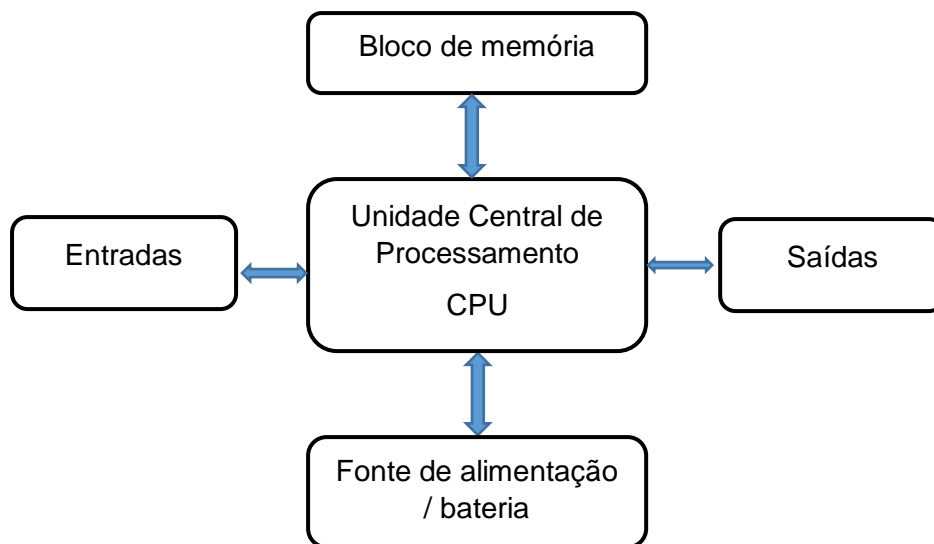 Bloco de memória
Unidade Central de
Processamento
CPU
Entradas
Saídas
Fonte de alimentação
/ bateria